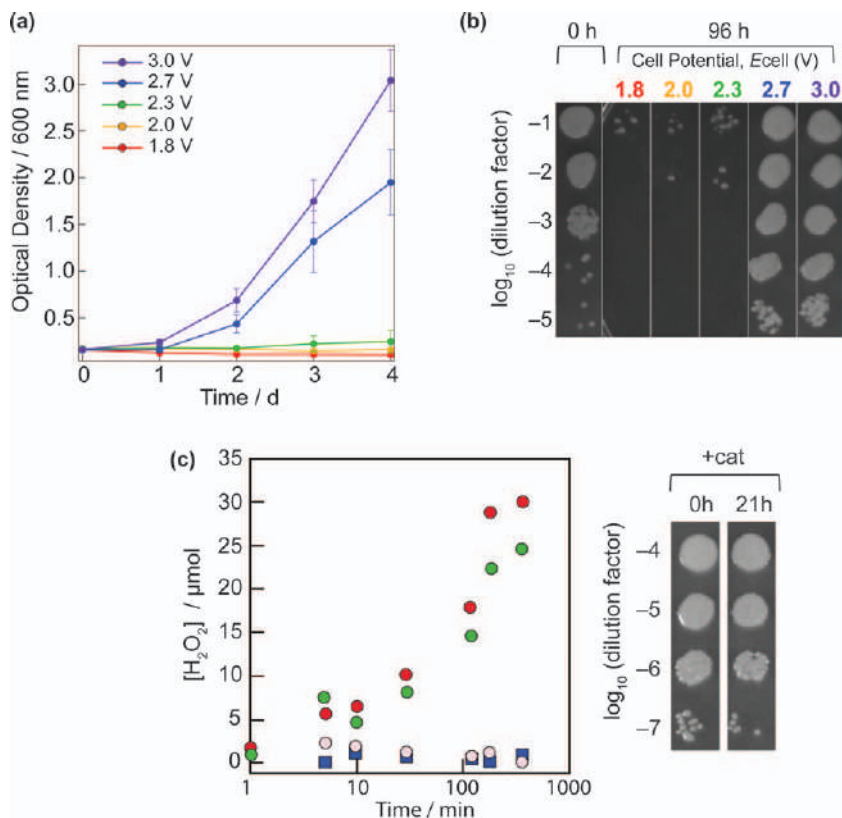 (a)
3.0 V
2.7 V
2.3 V
2.0 V
1.8 V
3.0
2.5
2.0
1.5
1.0
0.5
Optical Density / 600 nm
0 1 2 3 4
Time / d
(b)
0 h 96 h
Cell Potential, Ecell (V)
1.8 2.0 2.3 2.7 3.0
–1
–2
–3
–4
–5
log10 (dilution factor)
(c)
35
30
25
20
15
10
5
0
[H2O2] / μmol
1 10 100 1000
Time / min
+cat
0h 21h
–4
–5
–6
–7
log10 (dilution factor)